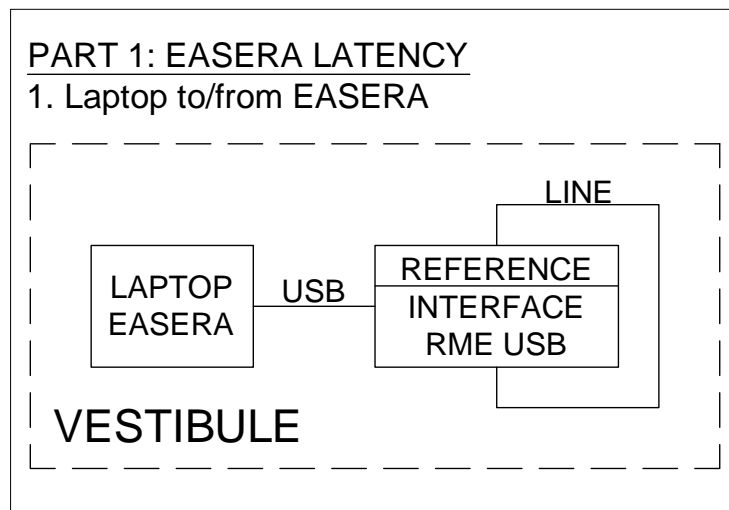 PART 1: EASERA LATENCY
1. Laptop to/from EASERA
LINE
LAPTOP
EASERA
USB
REFERENCE
INTERFACE
RME USB
VESTIBULE